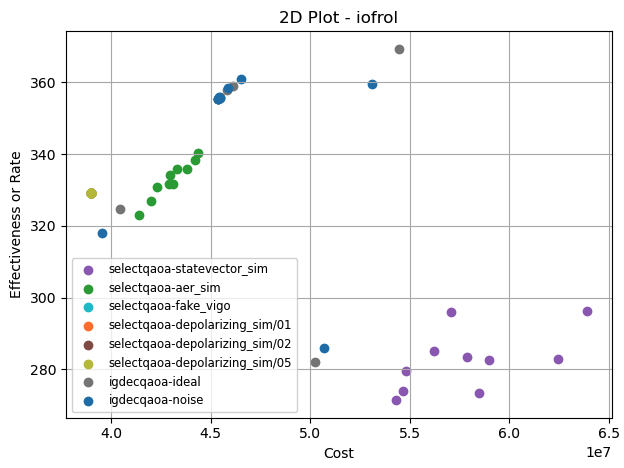 2D Plot - iofrol
Effectiveness or Rate
360
340
320
300
280
selectqaoa-statevector_sim
selectqaoa-aer_sim
selectqaoa-fake_vigo
selectqaoa-depolarizing_sim/01
selectqaoa-depolarizing_sim/02
selectqaoa-depolarizing_sim/05
igdecqaoa-ideal
igdecqaoa-noise
4.0 4.5 5.0 5.5 6.0 6.5
1e7
Cost